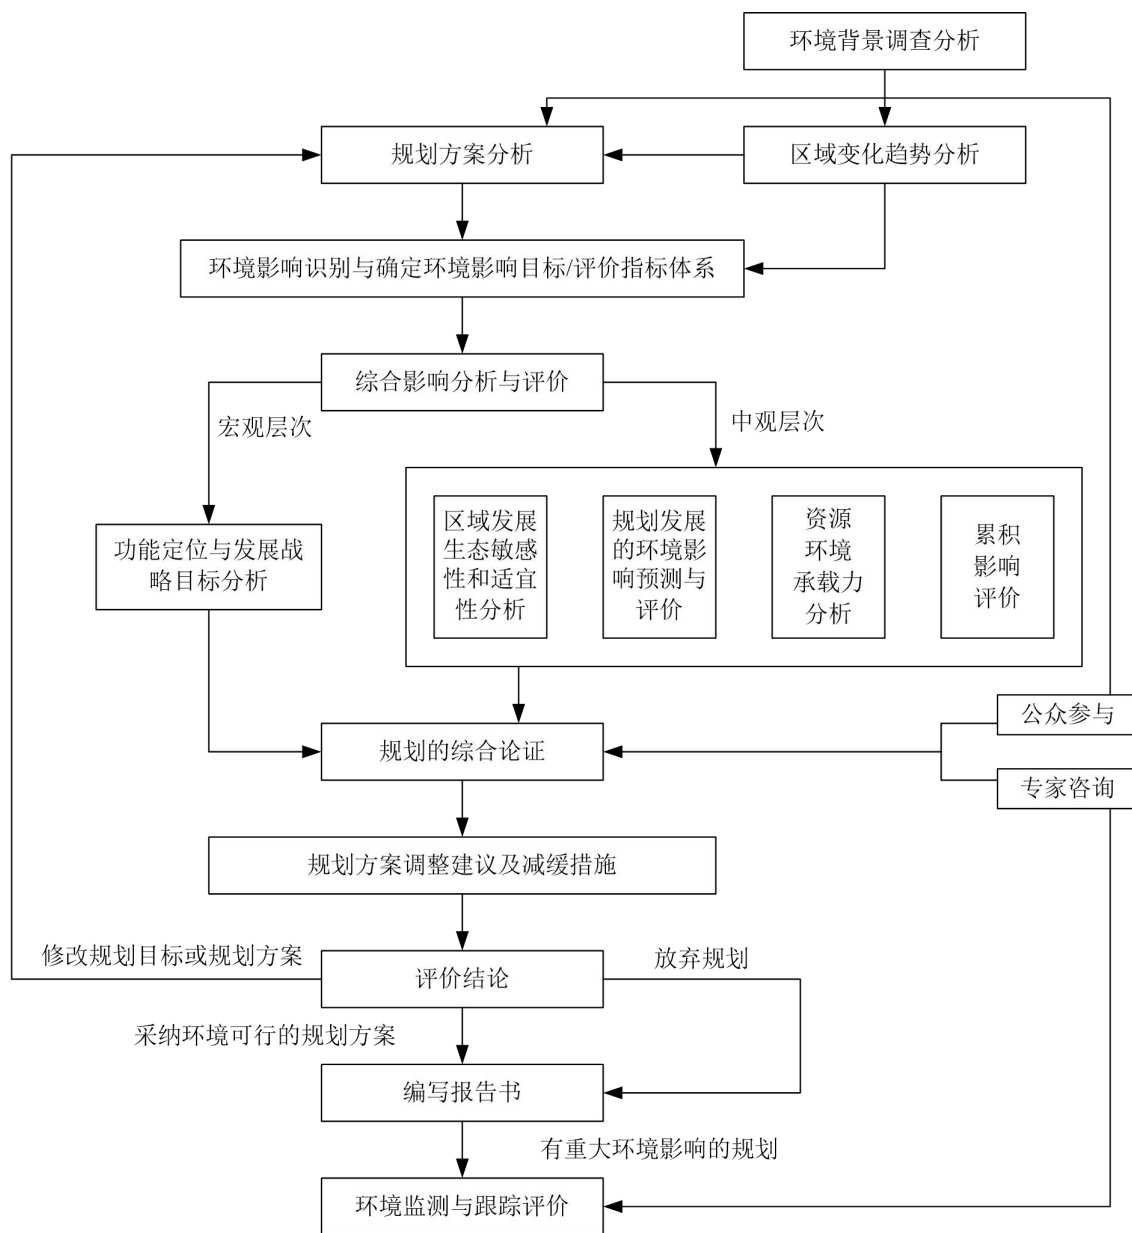 环境背景调查分析
规划方案分析
区域变化趋势分析
环境影响识别与确定环境影响目标/评价指标体系
综合影响分析与评价
宏观层次
中观层次
功能定位与发展战
略目标分析
区域发展
生态敏感
性和适宜
性分析
规划发展
的环境影
响预测与
评价
资源
环境
承载力
分析
累积
影响
评价
公众参与
规划的综合论证
专家咨询
规划方案调整建议及减缓措施
修改规划目标或规划方案
评价结论
放弃规划
采纳环境可行的规划方案
编写报告书
有重大环境影响的规划
环境监测与跟踪评价